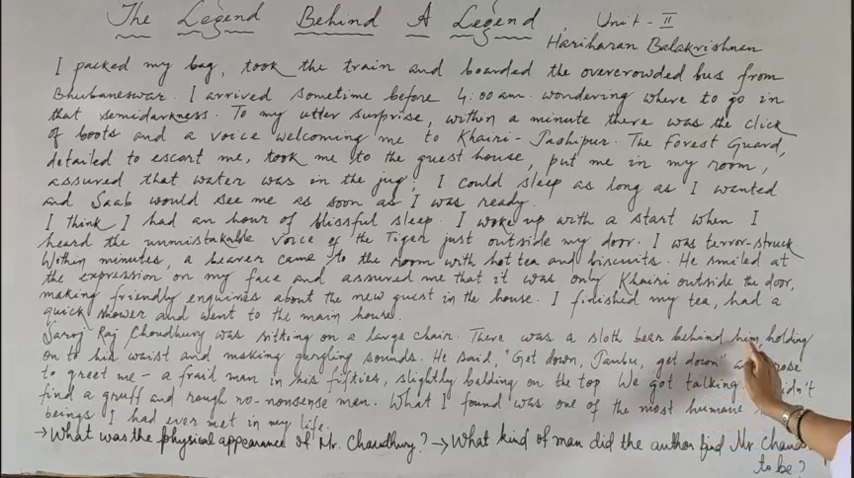 The Legend Behind A Legend, Unit - II
Hariharan Balakrishnan
I packed my bag, took the train and boarded the overcrowded bus from
Bhubaneswar. I arrived sometime before 4:00 am. wondering where to go in
that semidarkness. To my utter surprise, within a minute there was the click
of boots and a voice welcoming me to Khairi-Jashipur. The Forest Guard,
detailed to escort me, took me to the guest house, put me in my room,
assured that water was in the jug; I could sleep as long as I wanted
and Saab would see me as soon as I was ready.
I think I had an hour of blissful sleep. I woke up with a start when I
heard the unmistakable voice of the Tiger just outside my door. I was terror-struck.
Within minutes, a bearer came to the room with hot tea and biscuits. He smiled at
the expression on my face and assured me that it was only Khairi outside the door,
making friendly enquiries about the new guest in the house. I finished my tea, had a
quick shower and went to the main house.
Saroj Raj Choudhury was sitting on a large chair. There was a sloth bear behind him, holding
on to his waist and making gurgling sounds. He said, "Get down, Jambu, get down"
to greet me - a frail man in his fifties, slightly balding on the top. We got talking.
find a gruff and rough no-nonsense man. What I found was one of the most humane
beings I had ever met in my life.
→ What was the physical appearance of Mr. Chaudhury? → What kind of man did the author find Mr
to be?